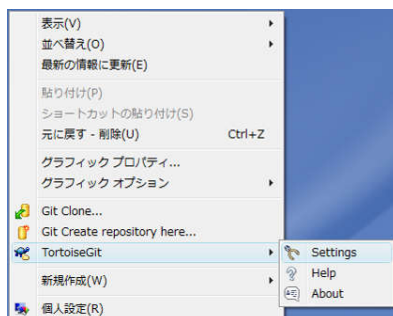 表示(V)
並べ替え(O)
最新の情報に更新(E)
貼り付け(P)
ショートカットの貼り付け(S)
元に戻す - 削除(U) Ctrl+Z
グラフィック プロパティ...
グラフィック オプション
Git Clone...
Git Create repository here...
TortoiseGit
Settings
Help
About
新規作成(W)
個人設定(R)